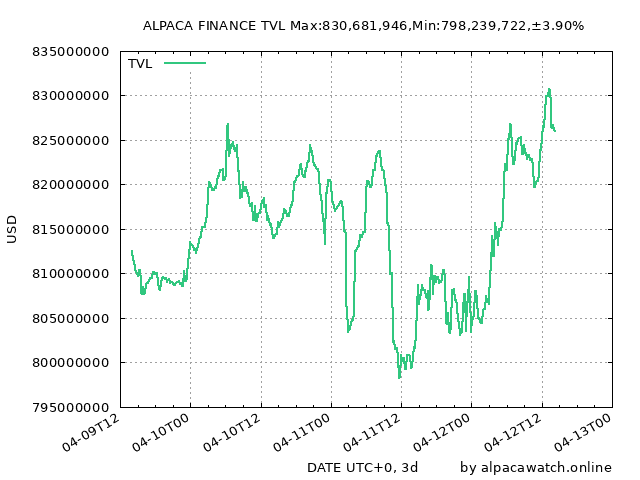 ALPACA FINANCE TVL Max:830,681,946,Min:798,239,722,±3.90%
TVL
835000000
830000000
825000000
820000000
815000000
810000000
805000000
800000000
795000000
USD
04-09T12
04-10T00
04-10T12
04-11T00
04-11T12
04-12T00
04-12T12
04-13T00
DATE UTC+0, 3d
by alpacawatch.online